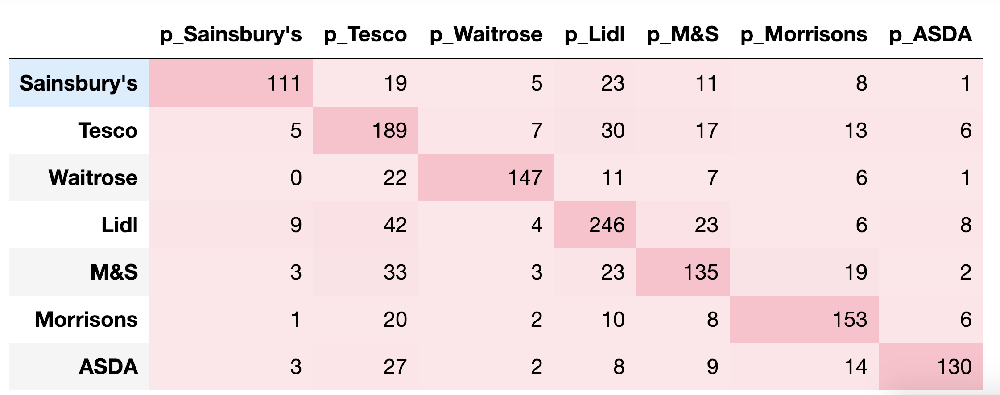 p_Sainsbury's p_Tesco p_Waitrose p_Lidl p_M&S p_Morrisons p_ASDA
Sainsbury's 111 19 5 23 11 8 1
Tesco 5 189 7 30 17 13 6
Waitrose 0 22 147 11 7 6 1
Lidl 9 42 4 246 23 6 8
M&S 3 33 3 23 135 19 2
Morrisons 1 20 2 10 8 153 6
ASDA 3 27 2 8 9 14 130